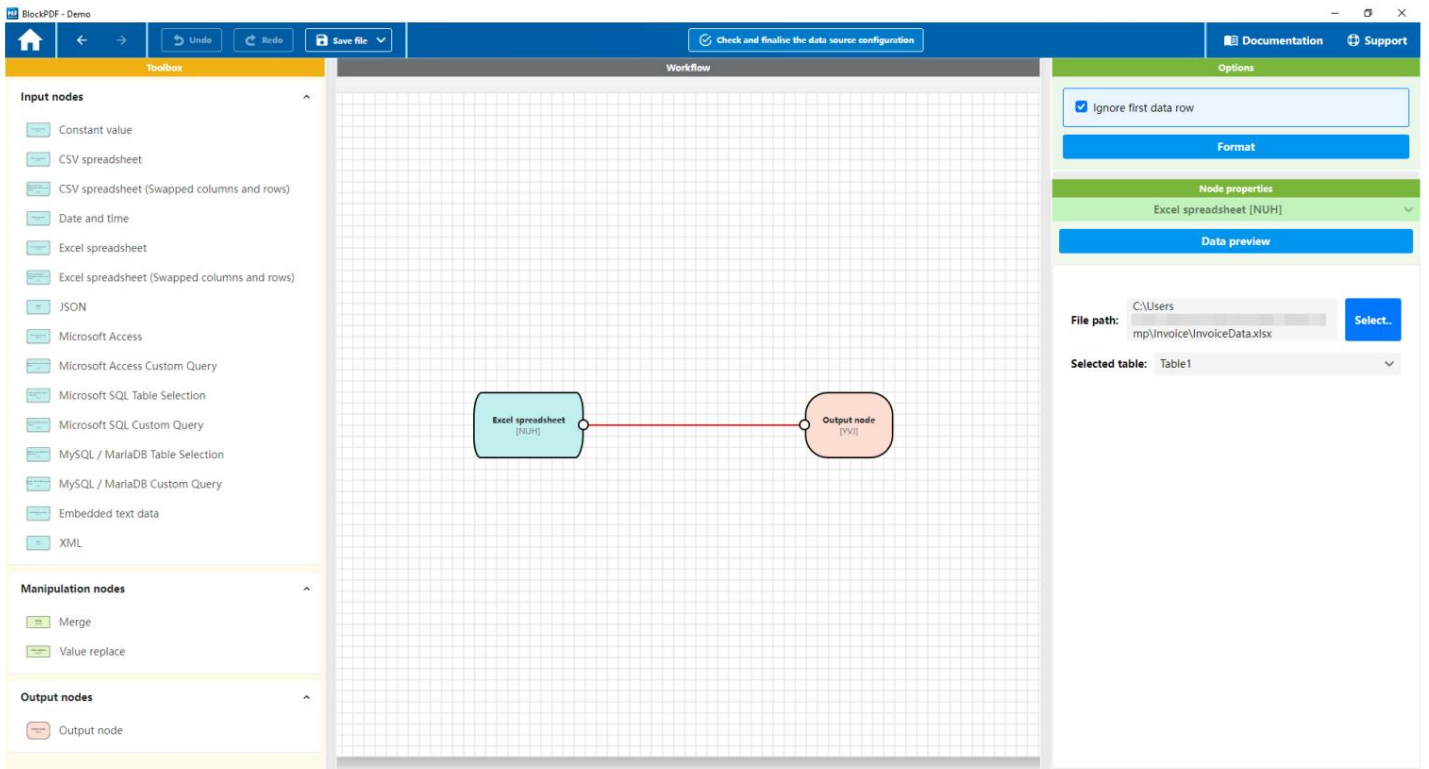 BlockPDF - Demo
Undo
Redo
Save file
Check and finalise the data source configuration
Documentation
Support
Toolbox
Workflow
Options
Input nodes
Constant value
CSV spreadsheet
CSV spreadsheet (Swapped columns and rows)
Date and time
Excel spreadsheet
Excel spreadsheet (Swapped columns and rows)
JSON
Microsoft Access
Microsoft Access Custom Query
Microsoft SQL Table Selection
Microsoft SQL Custom Query
MySQL / MariaDB Table Selection
MySQL / MariaDB Custom Query
Embedded text data
XML
Manipulation nodes
Merge
Value replace
Output nodes
Output node
Excel spreadsheet
[NUH]
Output node
[YVJ]
Ignore first data row
Format
Node properties
Excel spreadsheet [NUH]
Data preview
File path:
C:\Users
mp\Invoice\InvoiceData.xlsx
Select..
Selected table: Table1